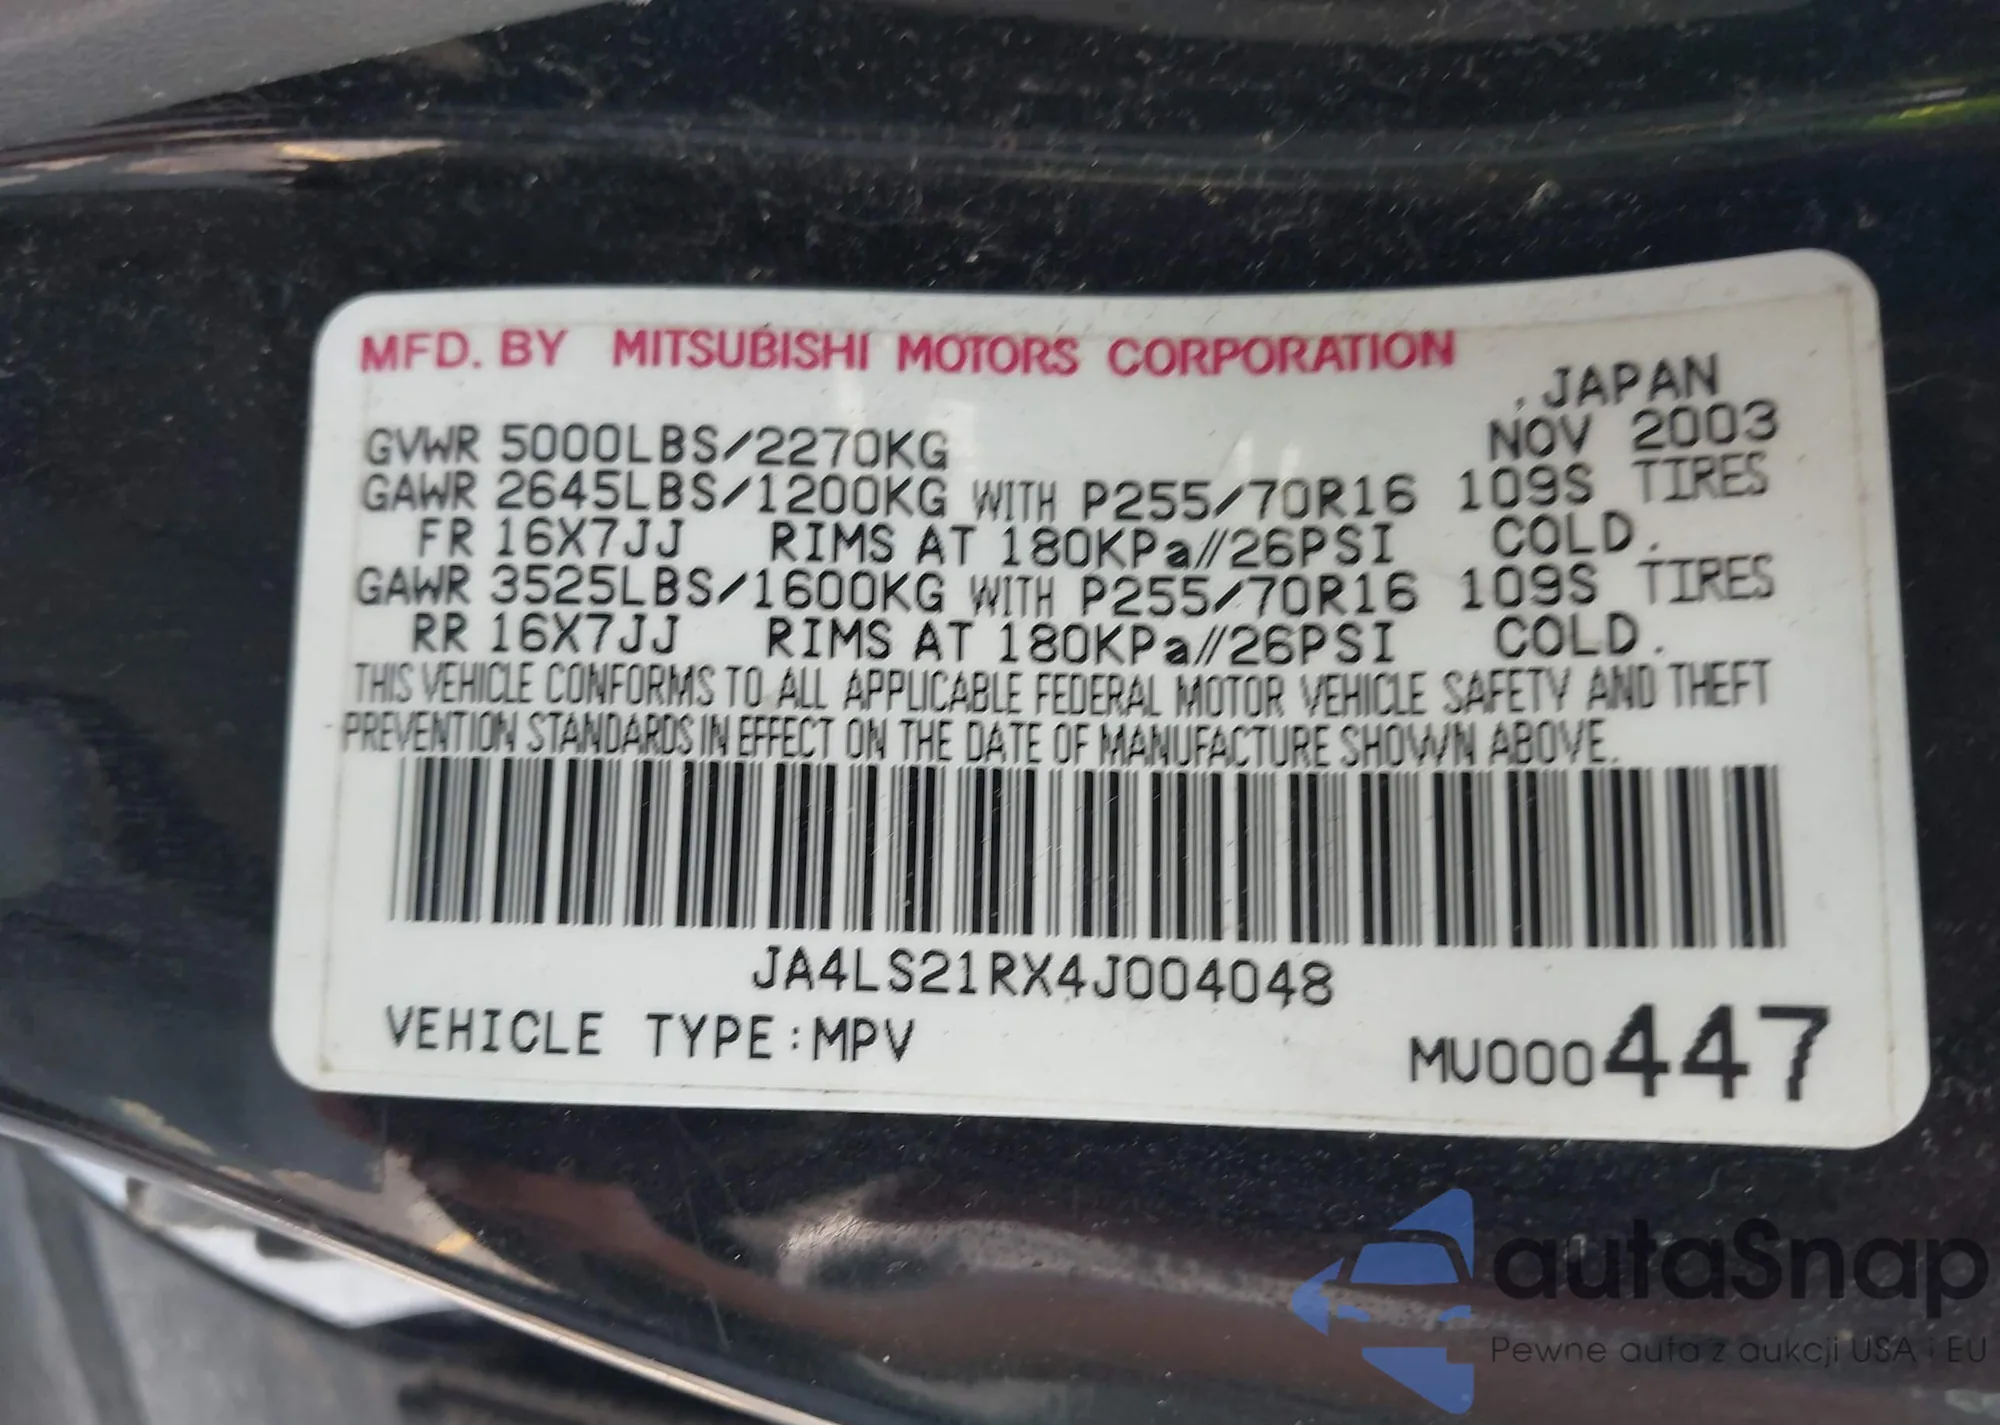 MFD. BY MITSUBISHI MOTORS CORPORATION
, JAPAN
GVWR 5000LBS/2270KG NOV 2003
GAWR 2645LBS/1200KG WITH P255/70R16 109S TIRES
FR 16X7JJ RIMS AT 180KPa//26PSI COLD.
GAWR 3525LBS/1600KG WITH P255/70R16 109S TIRES
RR 16X7JJ RIMS AT 180KPa//26PSI COLD.
THIS VEHICLE CONFORMS TO ALL APPLICABLE FEDERAL MOTOR VEHICLE SAFETY AND THEFT
PREVENTION STANDARDS IN EFFECT ON THE DATE OF MANUFACTURE SHOWN ABOVE.
JA4LS21RX4J004048
VEHICLE TYPE:MPV MU000447
autaSnap
Pewne auta z aukcji USA i EU